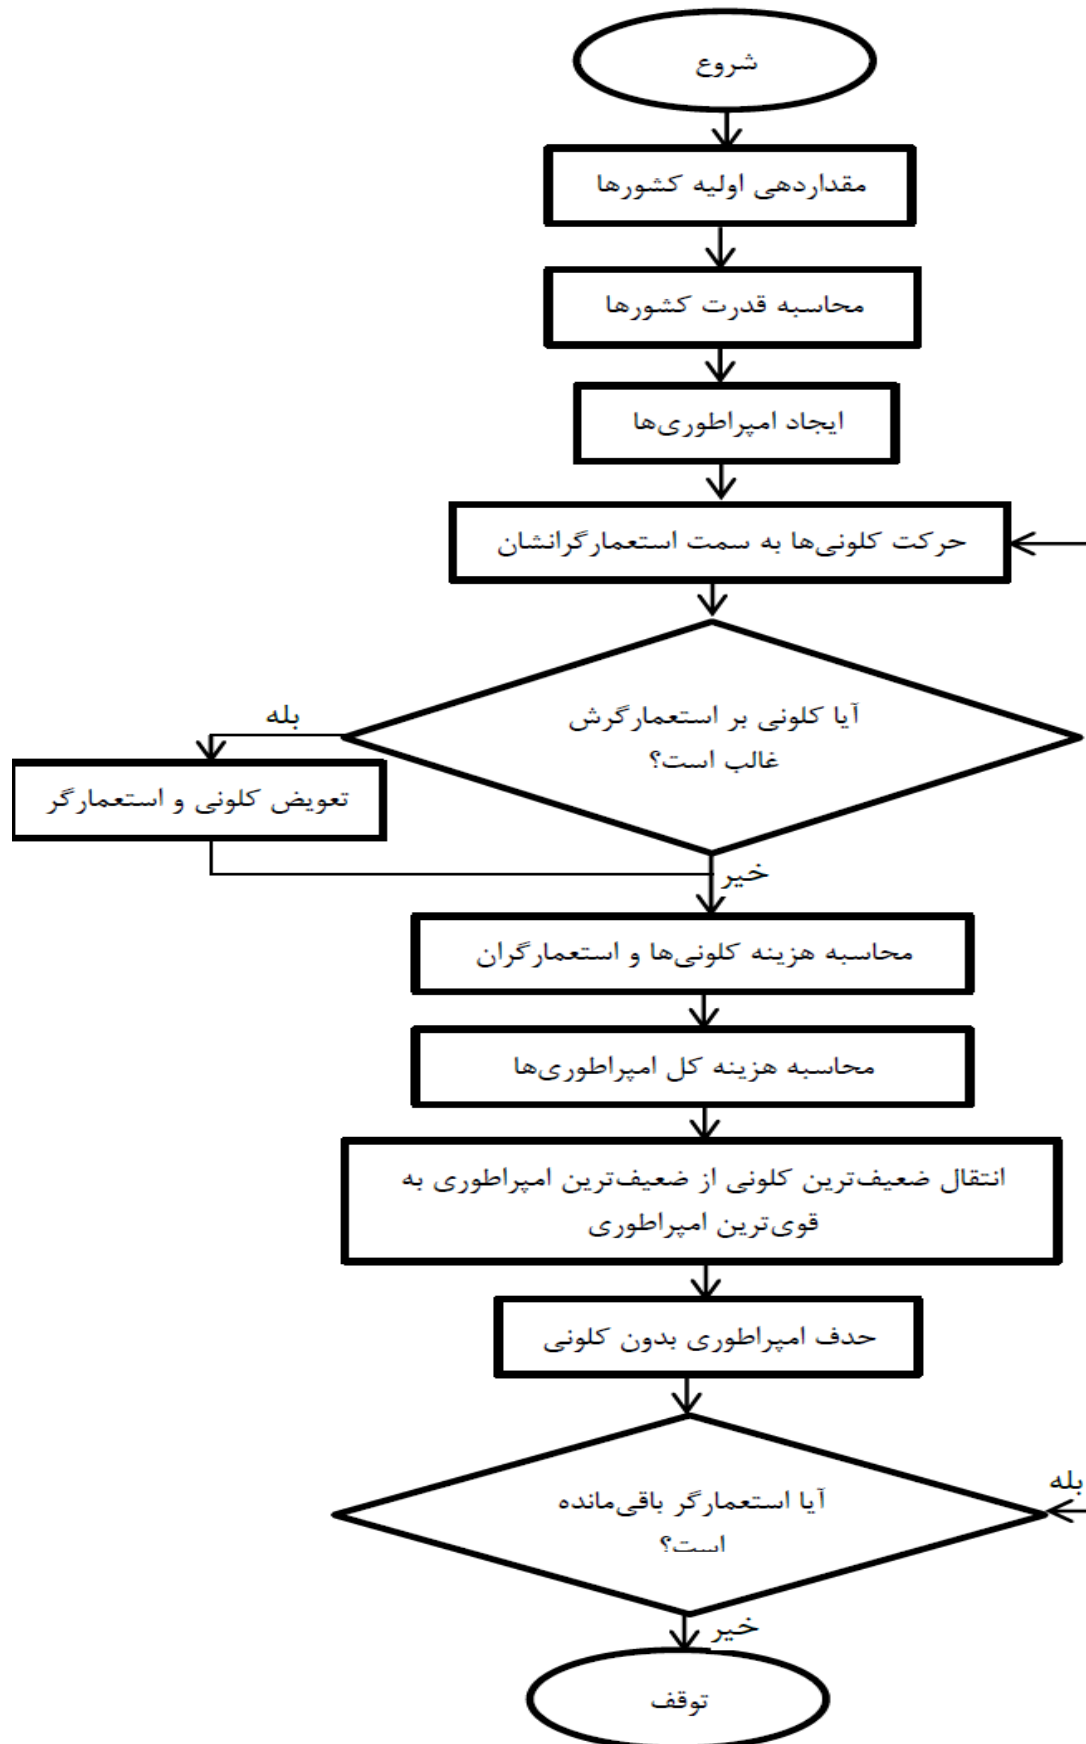 شروع
مقداردهی اولیه کشورها
محاسبه قدرت کشورها
ایجاد امپراطوری‌ها
حرکت کلونی‌ها به سمت استعمارگرانشان
آیا کلونی بر استعمارگرش
غالب است؟
بله
تعویض کلونی و استعمارگر
خیر
محاسبه هزینه کلونی‌ها و استعمارگران
محاسبه هزینه کل امپراطوری‌ها
انتقال ضعیف‌ترین کلونی از ضعیف‌ترین امپراطوری به
قوی‌ترین امپراطوری
حذف امپراطوری بدون کلونی
آیا استعمارگر باقی‌مانده
است؟
بله
خیر
توقف